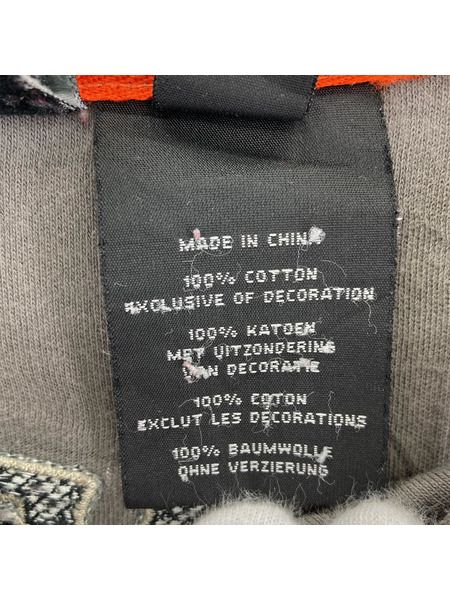 MADE IN CHINA
100% COTTON
EXCLUSIVE OF DECORATION
100% KATOEN
MET UITZONDERING
VAN DECORATIE
100% COTON
EXCLUT LES DECORATIONS
100% BAUMWOLLE
OHNE VERZIERUNG